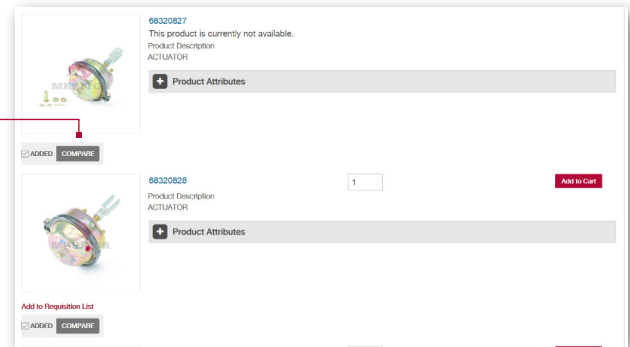 68320827
This product is currently not available.
Product Description
ACTUATOR
Product Attributes
ADDED COMPARE
68320828
1
Add to Cart
Product Description
ACTUATOR
Product Attributes
Add to Requisition List
ADDED COMPARE